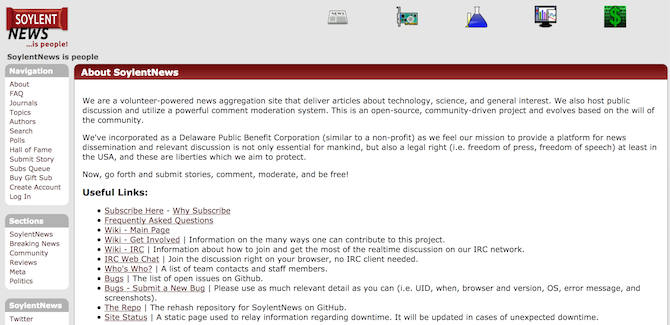 SOYLENT
NEWS
...is people!
SoylentNews is people
Navigation
About
FAQ
Journals
Topics
Authors
Search
Polls
Hall of Fame
Submit Story
Subs Queue
Buy Gift Sub
Create Account
Log In
Sections
SoylentNews
Breaking News
Community
Reviews
Meta
Politics
SoylentNews
Twitter
About SoylentNews
We are a volunteer-powered news aggregation site that deliver articles about technology, science, and general interest. We also host public
discussion and utilize a powerful comment moderation system. This is an open-source, community-driven project and evolves based on the will of
the community.
We've incorporated as a Delaware Public Benefit Corporation (similar to a non-profit) as we feel our mission to provide a platform for news
dissemination and relevant discussion is not only essential for mankind, but also a legal right (i.e. freedom of press, freedom of speech) at least in
the USA, and these are liberties which we aim to protect.
Now, go forth and submit stories, comment, moderate, and be free!
Useful Links:
• Subscribe Here - Why Subscribe
• Frequently Asked Questions
• Wiki - Main Page
• Wiki - Get Involved | Information on the many ways one can contribute to this project.
• Wiki - IRC | Information about how to join and get the most of the realtime discussion on our IRC network.
• IRC Web Chat | Join the discussion right on your browser, no IRC client needed.
• Who's Who? | A list of team contacts and staff members.
• Bugs | The list of open issues on Github.
• Bugs - Submit a New Bug | Please use as much relevant detail as you can (i.e. UID, when, browser and version, OS, error message, and
screenshots).
• The Repo | The rehash repository for SoylentNews on GitHub.
• Site Status | A static page used to relay information regarding downtime. It will be updated in cases of unexpected downtime.